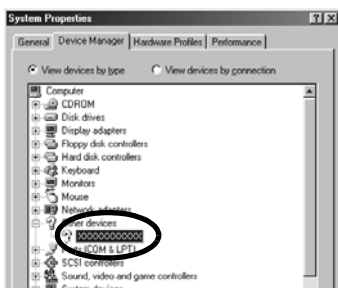 System Properties
General Device Manager Hardware Profiles Performance
View devices by type View devices by connection
Computer
CDROM
Disk drives
Display adapters
Floppy disk controllers
Hard disk controllers
Keyboard
Monitors
Mouse
Network adapters
Other devices
XXXXXXXXXXXX
Ports (COM & LPT)
SCSI controllers
Sound, video and game controllers
System devices